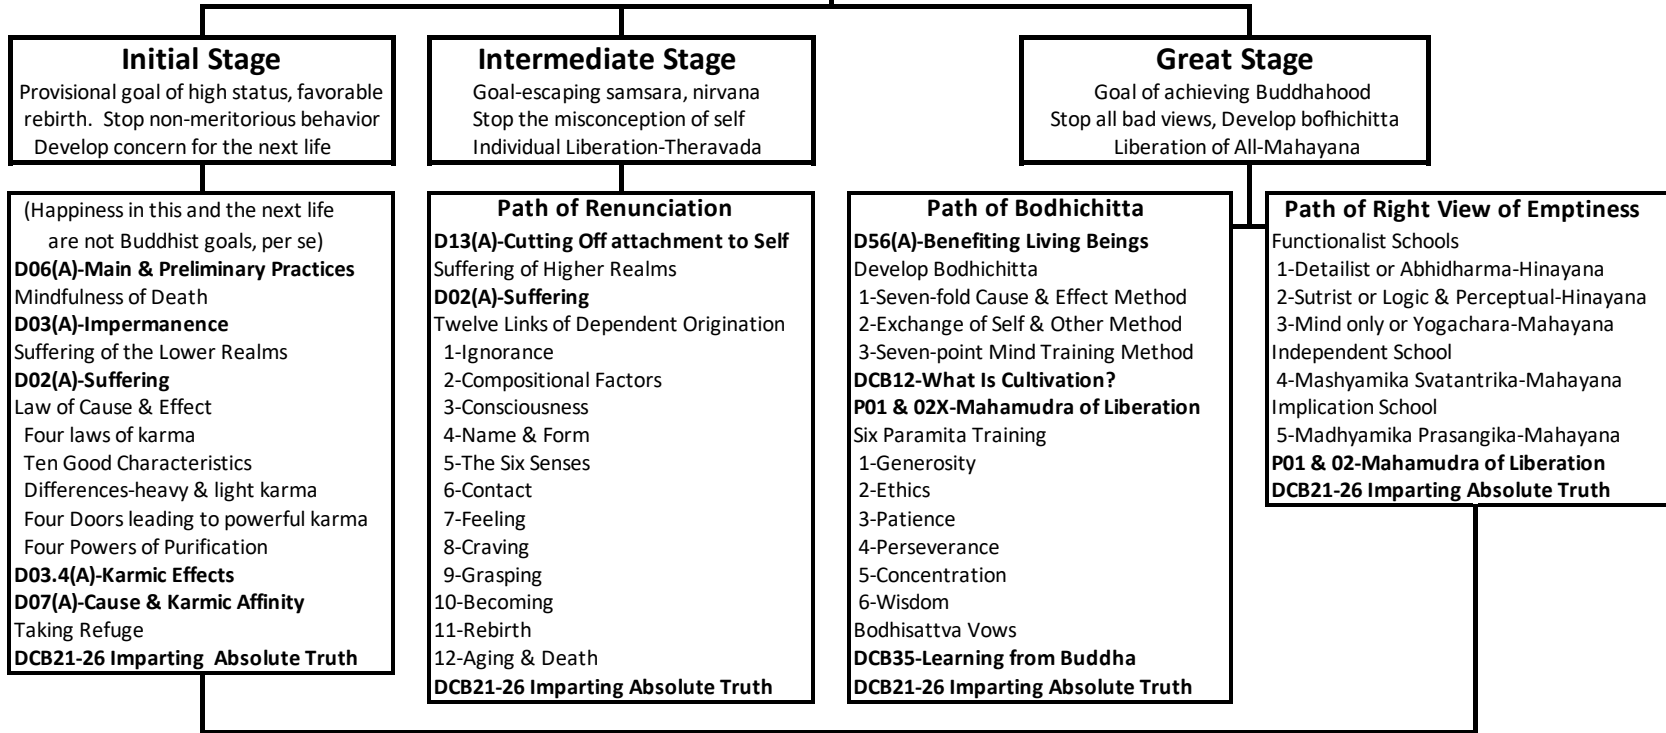 Initial Stage
Provisional goal of high status, favorable
rebirth. Stop non-meritorious behavior
Develop concern for the next life
Intermediate Stage
Goal-escaping samsara, nirvana
Stop the misconception of self
Individual Liberation-Theravada
Great Stage
Goal of achieving Buddhahood
Stop all bad views, Develop bofhichitta
Liberation of All-Mahayana
(Happiness in this and the next life
are not Buddhist goals, per se)
D06(A)-Main & Preliminary Practices
Mindfulness of Death
D03(A)-Impermanence
Suffering of the Lower Realms
D02(A)-Suffering
Law of Cause & Effect
Four laws of karma
Ten Good Characteristics
Differences-heavy & light karma
Four Doors leading to powerful karma
Four Powers of Purification
D03.4(A)-Karmic Effects
D07(A)-Cause & Karmic Affinity
Taking Refuge
DCB21-26 Imparting Absolute Truth
Path of Renunciation
D13(A)-Cutting Off attachment to Self
Suffering of Higher Realms
D02(A)-Suffering
Twelve Links of Dependent Origination
1-Ignorance
2-Compositional Factors
3-Consciousness
4-Name & Form
5-The Six Senses
6-Contact
7-Feeling
8-Craving
9-Grasping
10-Becoming
11-Rebirth
12-Aging & Death
DCB21-26 Imparting Absolute Truth
Path of Bodhichitta
D56(A)-Benefiting Living Beings
Develop Bodhichitta
1-Seven-fold Cause & Effect Method
2-Exchange of Self & Other Method
3-Seven-point Mind Training Method
DCB12-What Is Cultivation?
P01 & 02X-Mahamudra of Liberation
Six Paramita Training
1-Generosity
2-Ethics
3-Patience
4-Perseverance
5-Concentration
6-Wisdom
Bodhisattva Vows
DCB35-Learning from Buddha
DCB21-26 Imparting Absolute Truth
Path of Right View of Emptiness
Functionalist Schools
1-Detailist or Abhidharma-Hinayana
2-Sutrist or Logic & Perceptual-Hinayana
3-Mind only or Yogachara-Mahayana
Independent School
4-Mashyamika Svatantrika-Mahayana
Implication School
5-Madhyamika Prasangika-Mahayana
P01 & 02-Mahamudra of Liberation
DCB21-26 Imparting Absolute Truth